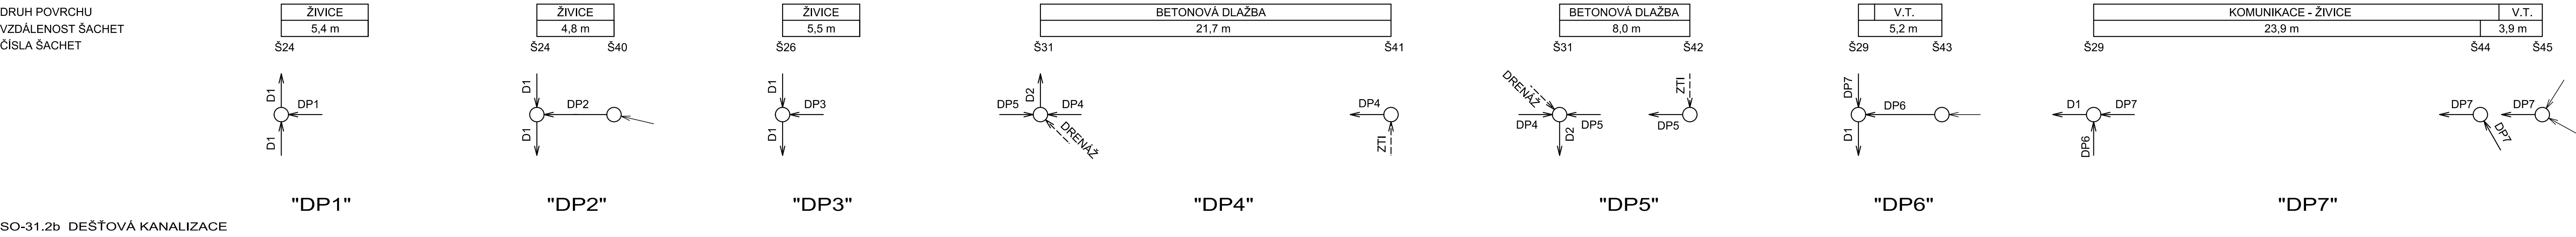 DRUH POVRCHU ŽIVICE ŽIVICE ŽIVICE BETONOVÁ DLAŽBA BETONOVÁ DLAŽBA V.T. KOMUNIKACE - ŽIVICE V.T.
VZDÁLENOST ŠACHET 5,4 m 4,8 m 5,5 m 21,7 m 8,0 m 5,2 m 23,9 m 3,9 m
ČÍSLA ŠACHET Š24 Š24 Š40 Š26 Š31 Š41 Š31 Š42 Š29 Š43 Š29 Š44 Š45
D1 DP1 D1
D1 DP2 D1
D1 DP3 D1
DP5 D2 DP4 DRENÁŽ
DP4 ZTI
DRENÁŽ DP4 D2 DP5
ZTI DP5
DP7 DP6 D1
D1 DP7 DP6
DP7 DP7
DP7
"DP1" "DP2" "DP3" "DP4" "DP5" "DP6" "DP7"
SO-31.2b DEŠŤOVÁ KANALIZACE